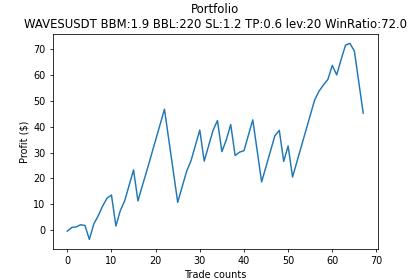 Portfolio
WAVESUSDT BBM:1.9 BBL:220 SL:1.2 TP:0.6 lev:20 WinRatio:72.0
70
60
50
40
30
20
10
0
Profit ($)
0 10 20 30 40 50 60 70
Trade counts